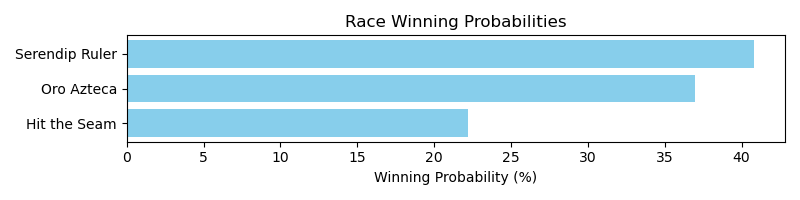 Race Winning Probabilities
Serendip Ruler
Oro Azteca
Hit the Seam
0 5 10 15 20 25 30 35 40
Winning Probability (%)